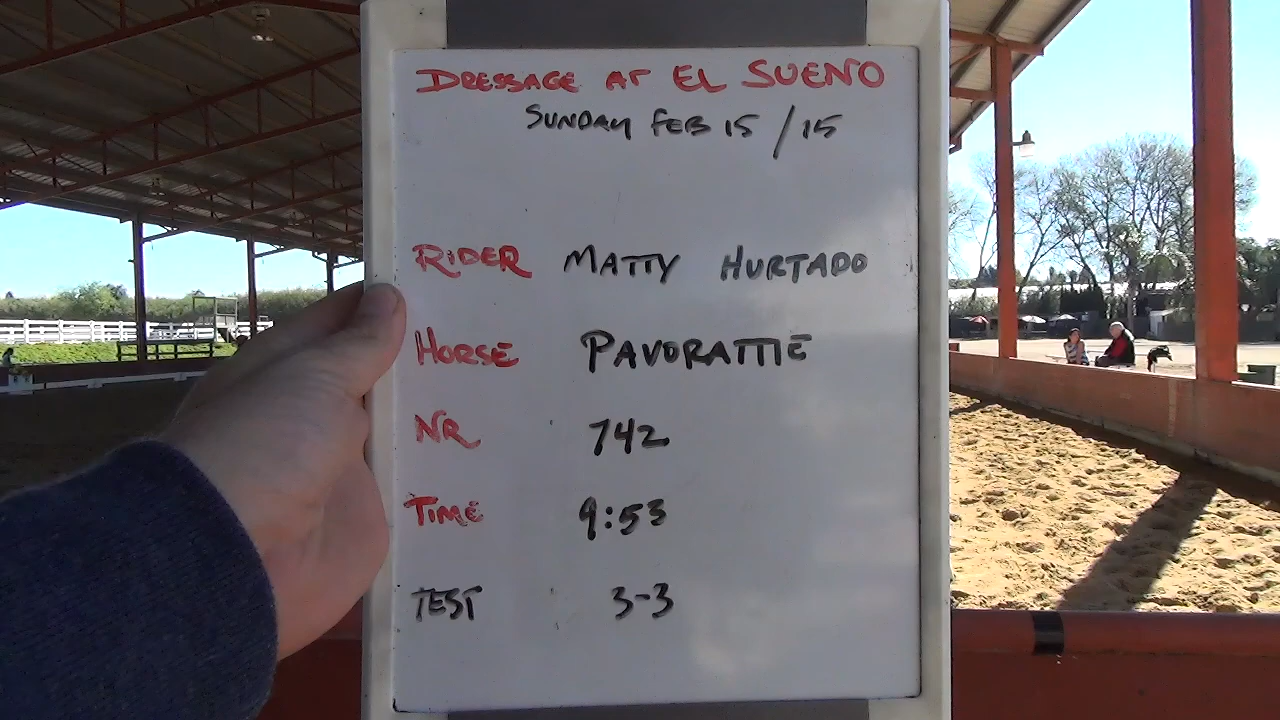 DRESSAGE AT EL SUENO
SUNDAY FEB 15 / 15
RIDER MATTY HURTADO
HORSE PAVORATTIE
NR 742
TIME 9:53
TEST 3-3